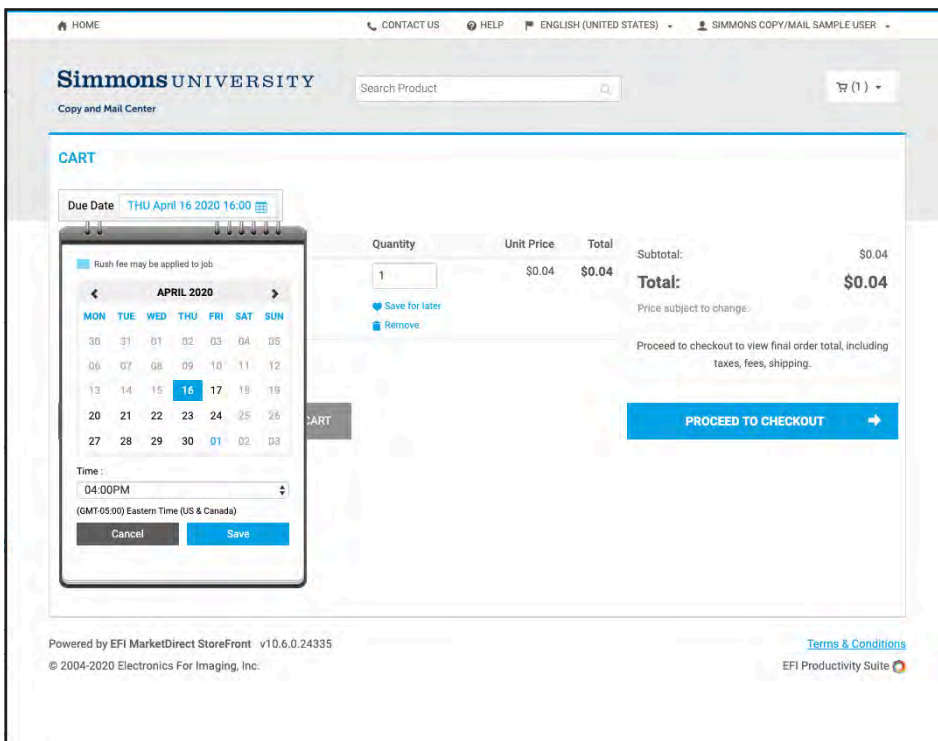 HOME CONTACT US HELP ENGLISH (UNITED STATES) SIMMONS COPY/MAIL SAMPLE USER
Simmons UNIVERSITY
Copy and Mail Center
Search Product
(1)
CART
Due Date THU April 16 2020 16:00
Rush fee may be applied to job
APRIL 2020
MON TUE WED THU FRI SAT SUN
30 31 01 02 03 04 05
06 07 08 09 10 11 12
13 14 15 16 17 18 19
20 21 22 23 24 25 26
27 28 29 30 01 02 03
Time :
04:00PM
(GMT-05:00) Eastern Time (US & Canada)
Cancel Save
Quantity Unit Price Total
1 $0.04 $0.04
Save for later
Remove
CART
Subtotal: $0.04
Total: $0.04
Price subject to change.
Proceed to checkout to view final order total, including
taxes, fees, shipping.
PROCEED TO CHECKOUT
Powered by EFI MarketDirect StoreFront v10.6.0.24335
© 2004-2020 Electronics For Imaging, Inc.
Terms & Conditions
EFI Productivity Suite